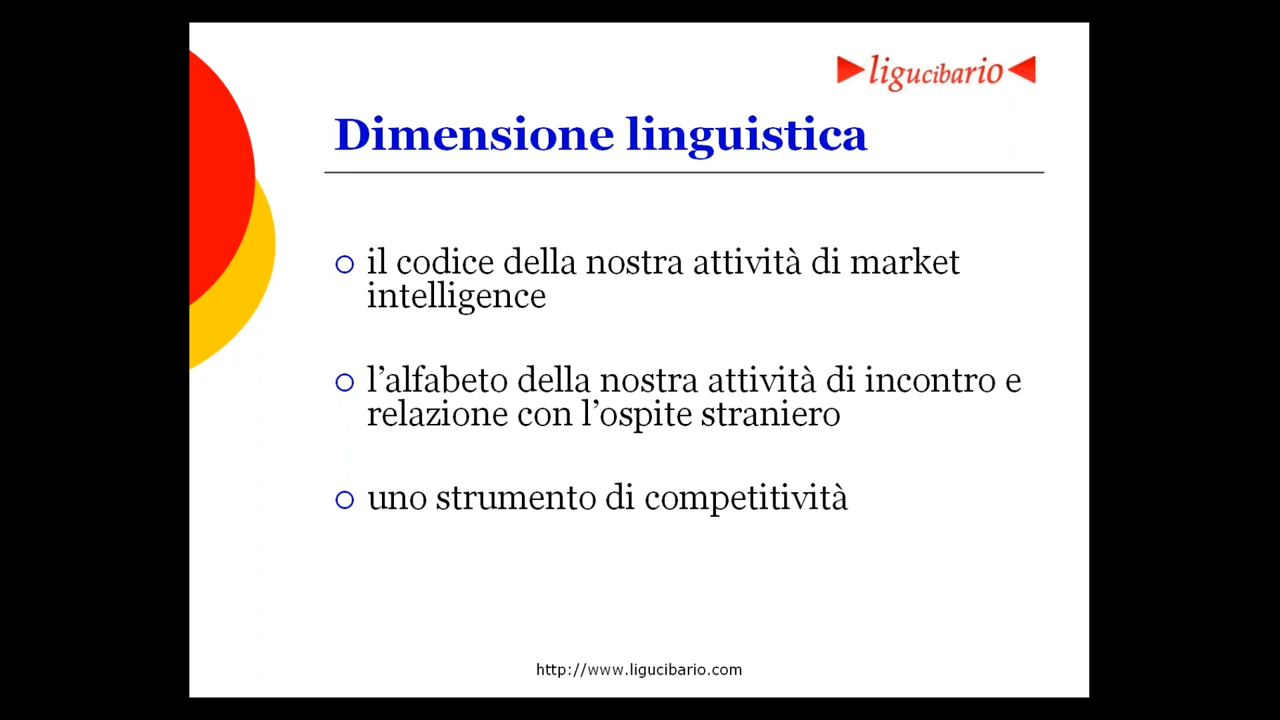 ligucibario
Dimensione linguistica
il codice della nostra attività di market
intelligence
l’alfabeto della nostra attività di incontro e
relazione con l’ospite straniero
uno strumento di competitività
http://www.ligucibario.com